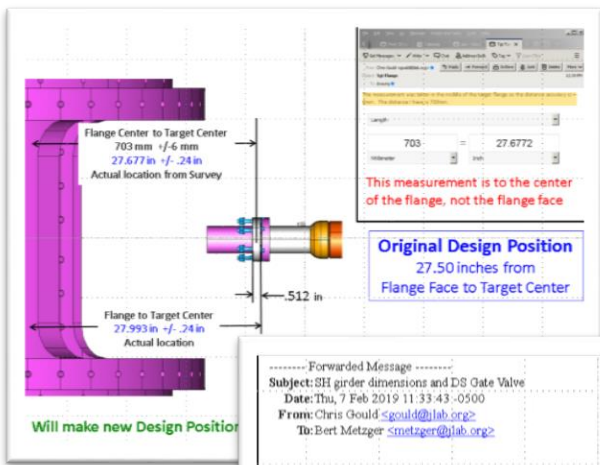 Flange Center to Target Center
703 mm +/-6 mm
27.677 in +/- .24 in
Actual location from Survey
.512 in
Flange to Target Center
27.993 in +/- .24 in
Actual location
Will make new Design Position
Length
703 = 27.6772
Millimeter
Inch
This measurement is to the center
of the flange, not the flange face
Original Design Position
27.50 inches from
Flange Face to Target Center
-------- Forwarded Message --------
Subject: SH girder dimensions and DS Gate Valve
Date: Thu, 7 Feb 2019 11:33:43 -0500
From: Chris Gould <gould@jlab.org>
To: Bert Metzger <metzger@jlab.org>